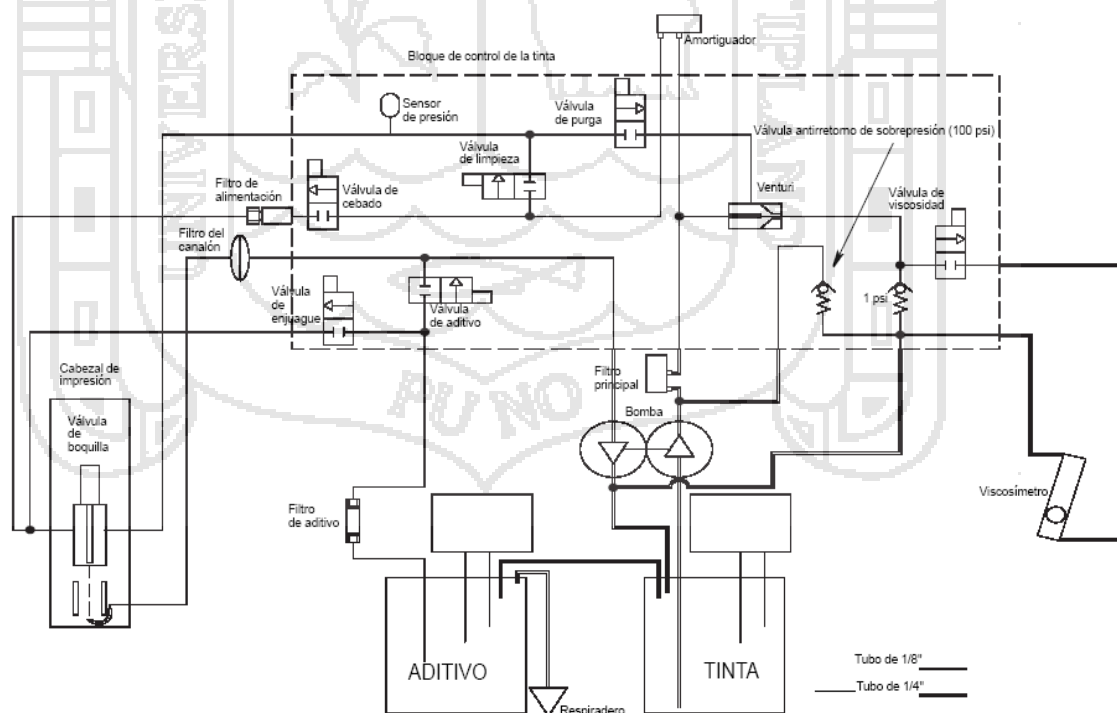 UNIVERS
Amortiguador
Bloque de control de la tinta
Sensor
de presión
Válvula
de purga
Válvula antirretorno de sobrepresión (100 psi)
Válvula
de limpieza
Filtro de
alimentación
Válvula de
cebado
Venturi
Válvula de
viscosidad
Filtro del
canalón
Válvula
de
enjuague
Válvula
de aditivo
1 psi
Cabezal de
impresión
Filtro
principal
Bomba
PUNO
Válvula
de
boquilla
Viscosímetro
Filtro
de aditivo
ADITIVO
TINTA
Tubo de 1/8"
Tubo de 1/4"
Respiradero